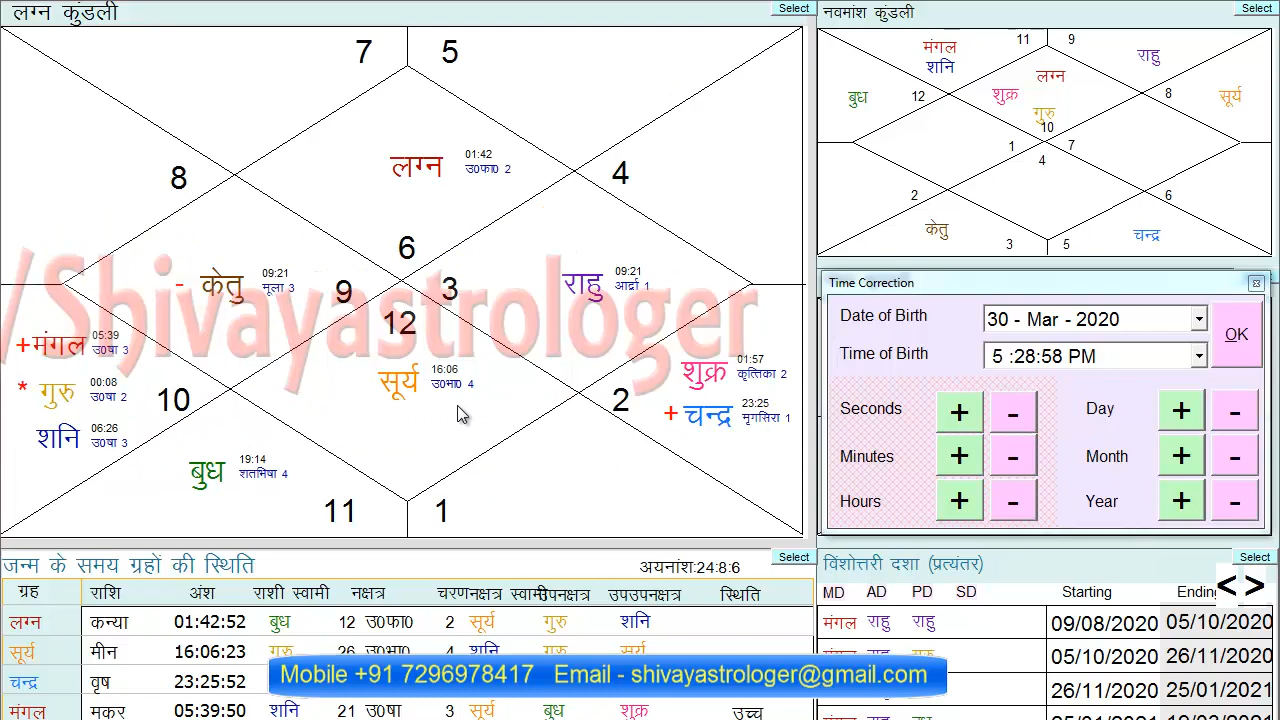 लग्न कुंडली
Select
7
5
लग्न
01:42
उ0फा0 2
8
4
6
- केतु
09:21
मूला 3
9
3
राहु
09:21
आर्द्रा 1
/Shivayastrologer
12
+मंगल
05:39
उ0षा 3
* गुरु
00:08
उ0षा 2
शनि
06:26
उ0षा 3
10
सूर्य
16:06
उ0भा0 4
शुक्र
01:57
कृत्तिका 2
2
+ चन्द्र
23:25
मृगसिरा 1
बुध
19:14
शतभिषा 4
11
1
नवमांश कुंडली
Select
मंगल
शनि
11
9
राहु
लग्न
बुध
12
शुक्र
गुरु
8
सूर्य
10
1
7
4
2
6
केतु
3
5
चन्द्र
Time Correction
Date of Birth
30 - Mar - 2020
OK
Time of Birth
5 :28:58 PM
Seconds + -
Day + -
Minutes + -
Month + -
Hours + -
Year + -
जन्म के समय ग्रहों की स्थिति
अयनांश:24:8:6
Select
ग्रह राशि अंश राशी स्वामी नक्षत्र चरण नक्षत्र स्वामी उपनक्षत्र उपउपनक्षत्र स्थिति
लग्न कन्या 01:42:52 बुध 12 उ0फा0 2 सूर्य गुरु शनि
सूर्य मीन 16:06:23 गुरु 26 उ0भा0 4 शनि सूर्य
चन्द्र वृष 23:25:52
मंगल मकर 05:39:50 शनि 21 उ0षा 3 सूर्य बुध शुक्र उच्च
विंशोत्तरी दशा (प्रत्यंतर)
Select
< >
MD AD PD SD Starting Ending
मंगल राहु राहु 09/08/2020 05/10/2020
मंगल राहु गुरु 05/10/2020 26/11/2020
26/11/2020 25/01/2021
Mobile +91 7296978417 Email - shivayastrologer@gmail.com